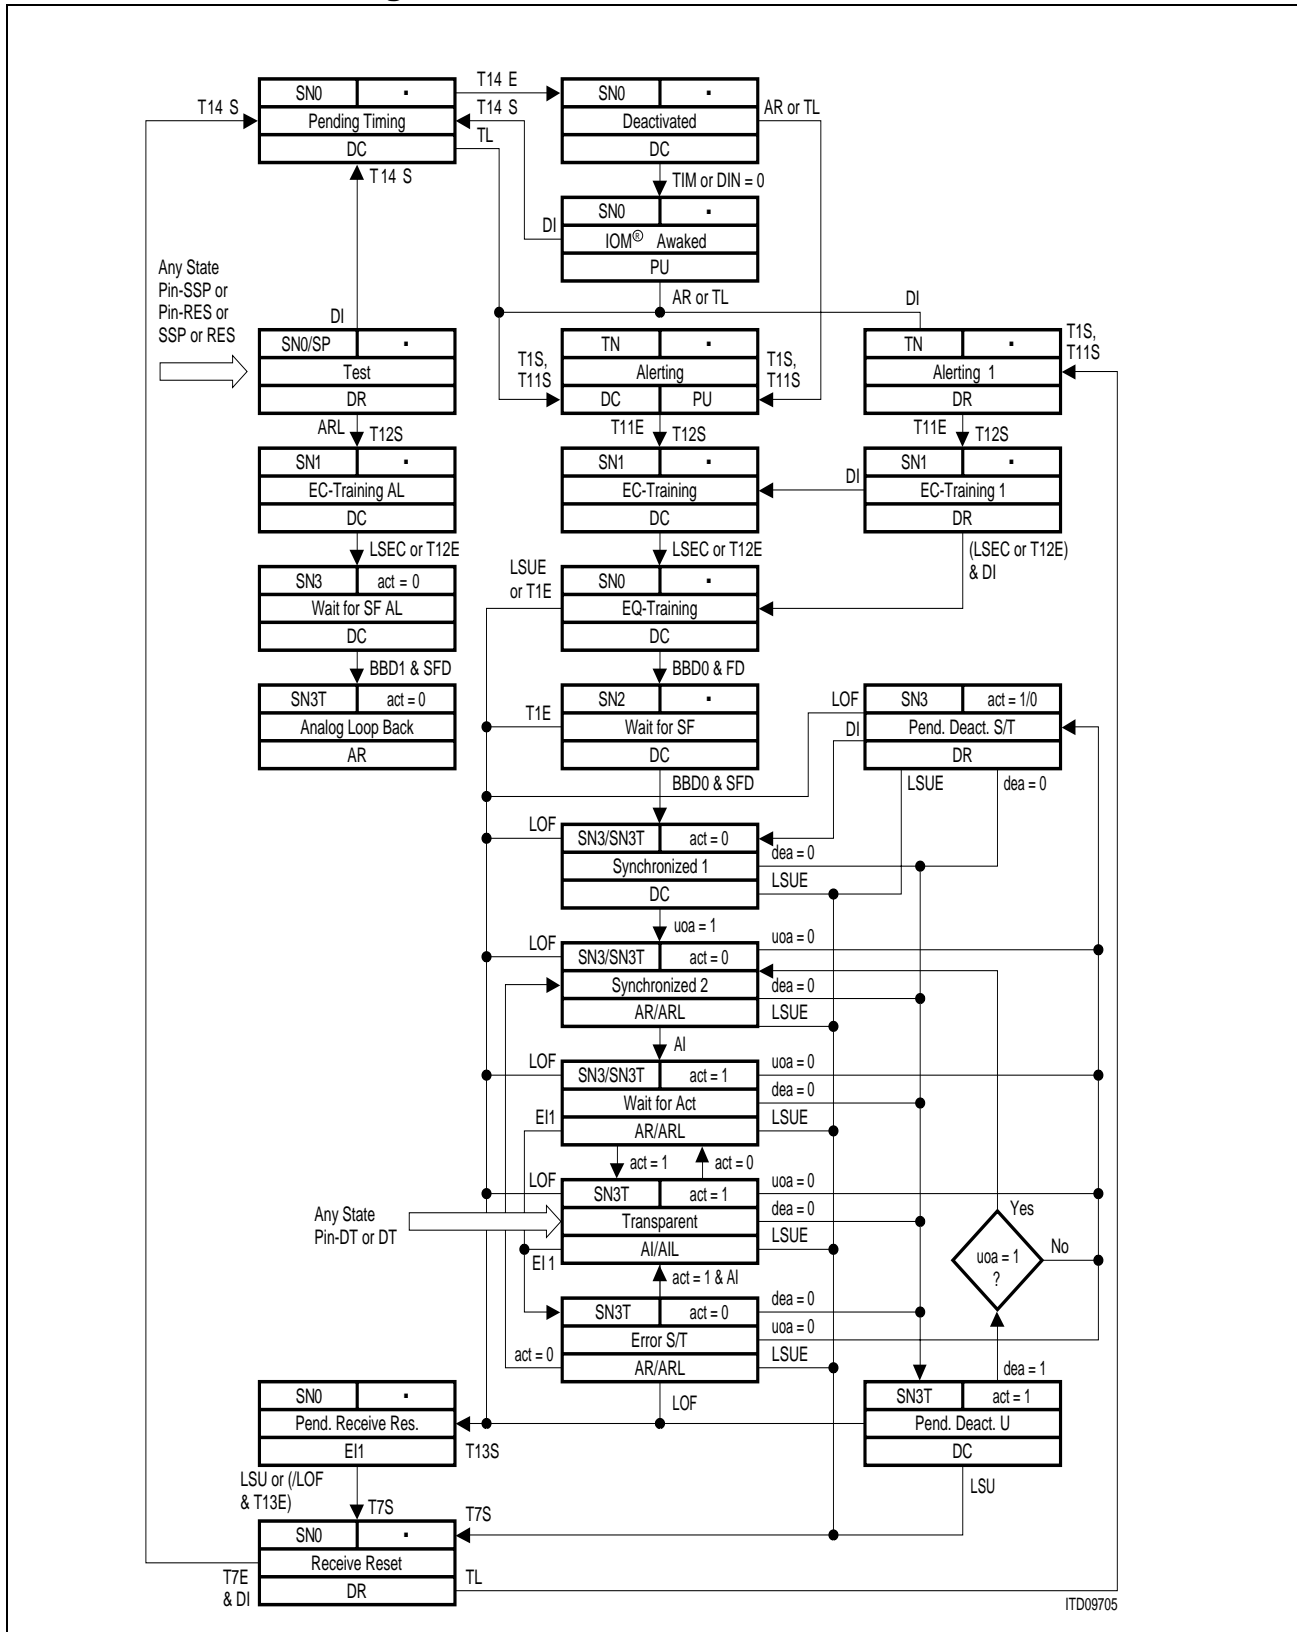 T14 E
SN0 .
SN0 .
T14 S
T14 S
AR or TL
Pending Timing
Deactivated
TL
DC
DC
T14 S
TIM or DIN = 0
SN0 .
DI
IOM® Awaked
PU
Any State
Pin-SSP or
Pin-RES or
SSP or RES
AR or TL
DI
DI
SN0/SP .
TN .
TN .
T1S,
T11S
T1S,
T11S
T1S,
T11S
Test
Alerting
Alerting 1
DR
DC PU
DR
ARL T12S
T11E T12S
T11E T12S
SN1 .
SN1 .
SN1 .
DI
EC-Training AL
EC-Training
EC-Training 1
DC
DC
DR
LSEC or T12E
LSEC or T12E
(LSEC or T12E)
& DI
LSUE
or T1E
SN3 act = 0
SN0 .
Wait for SF AL
EQ-Training
DC
DC
BBD1 & SFD
BBD0 & FD
SN3T act = 0
SN2 .
LOF
SN3 act = 1/0
T1E
DI
Analog Loop Back
Wait for SF
Pend. Deact. S/T
AR
DC
DR
BBD0 & SFD
LSUE
dea = 0
LOF
SN3/SN3T act = 0
dea = 0
Synchronized 1
LSUE
DC
uoa = 1
LOF
uoa = 0
SN3/SN3T act = 0
Synchronized 2
dea = 0
AR/ARL
LSUE
AI
LOF
uoa = 0
SN3/SN3T act = 1
dea = 0
Wait for Act
EI1
LSUE
AR/ARL
act = 1 act = 0
LOF
uoa = 0
SN3T act = 1
Yes
Any State
Pin-DT or DT
dea = 0
Transparent
LSUE
AI/AIL
EI1
uoa = 1
?
No
act = 1 & AI
dea = 0
SN3T act = 0
uoa = 0
Error S/T
act = 0
LSUE
AR/ARL
dea = 1
LOF
SN0 .
SN3T act = 1
Pend. Receive Res.
T13S
Pend. Deact. U
EI1
DC
LSU or (/LOF
& T13E)
LSU
T7S
T7S
SN0 .
Receive Reset
T7E
& DI
DR
TL
ITD09705